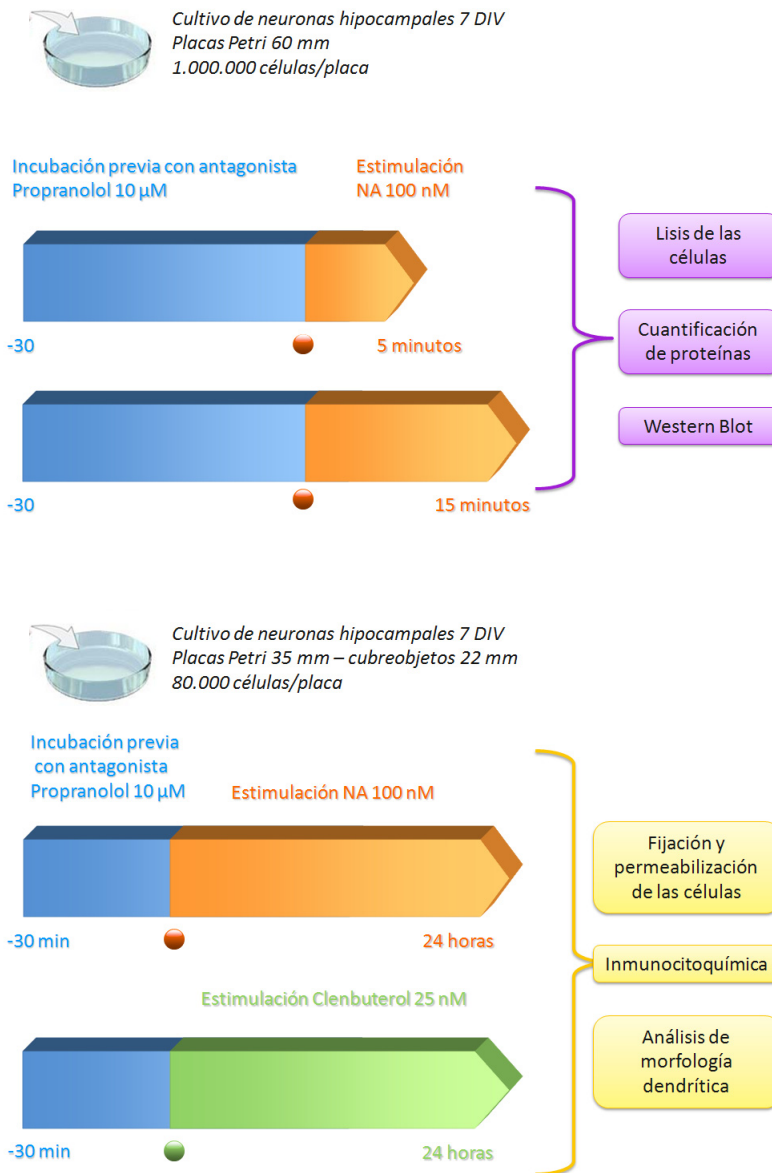 Cultivo de neuronas hipocampales 7 DIV
Placas Petri 60 mm
1.000.000 células/placa
Incubación previa con antagonista
Propranolol 10 µM
Estimulación
NA 100 nM
-30
5 minutos
-30
15 minutos
Lisis de las
células
Cuantificación
de proteínas
Western Blot
Cultivo de neuronas hipocampales 7 DIV
Placas Petri 35 mm – cubreobjetos 22 mm
80.000 células/placa
Incubación previa
con antagonista
Propranolol 10 µM
Estimulación NA 100 nM
-30 min
24 horas
Estimulación Clenbuterol 25 nM
-30 min
24 horas
Fijación y
permeabilización
de las células
Inmunocitoquímica
Análisis de
morfología
dendrítica